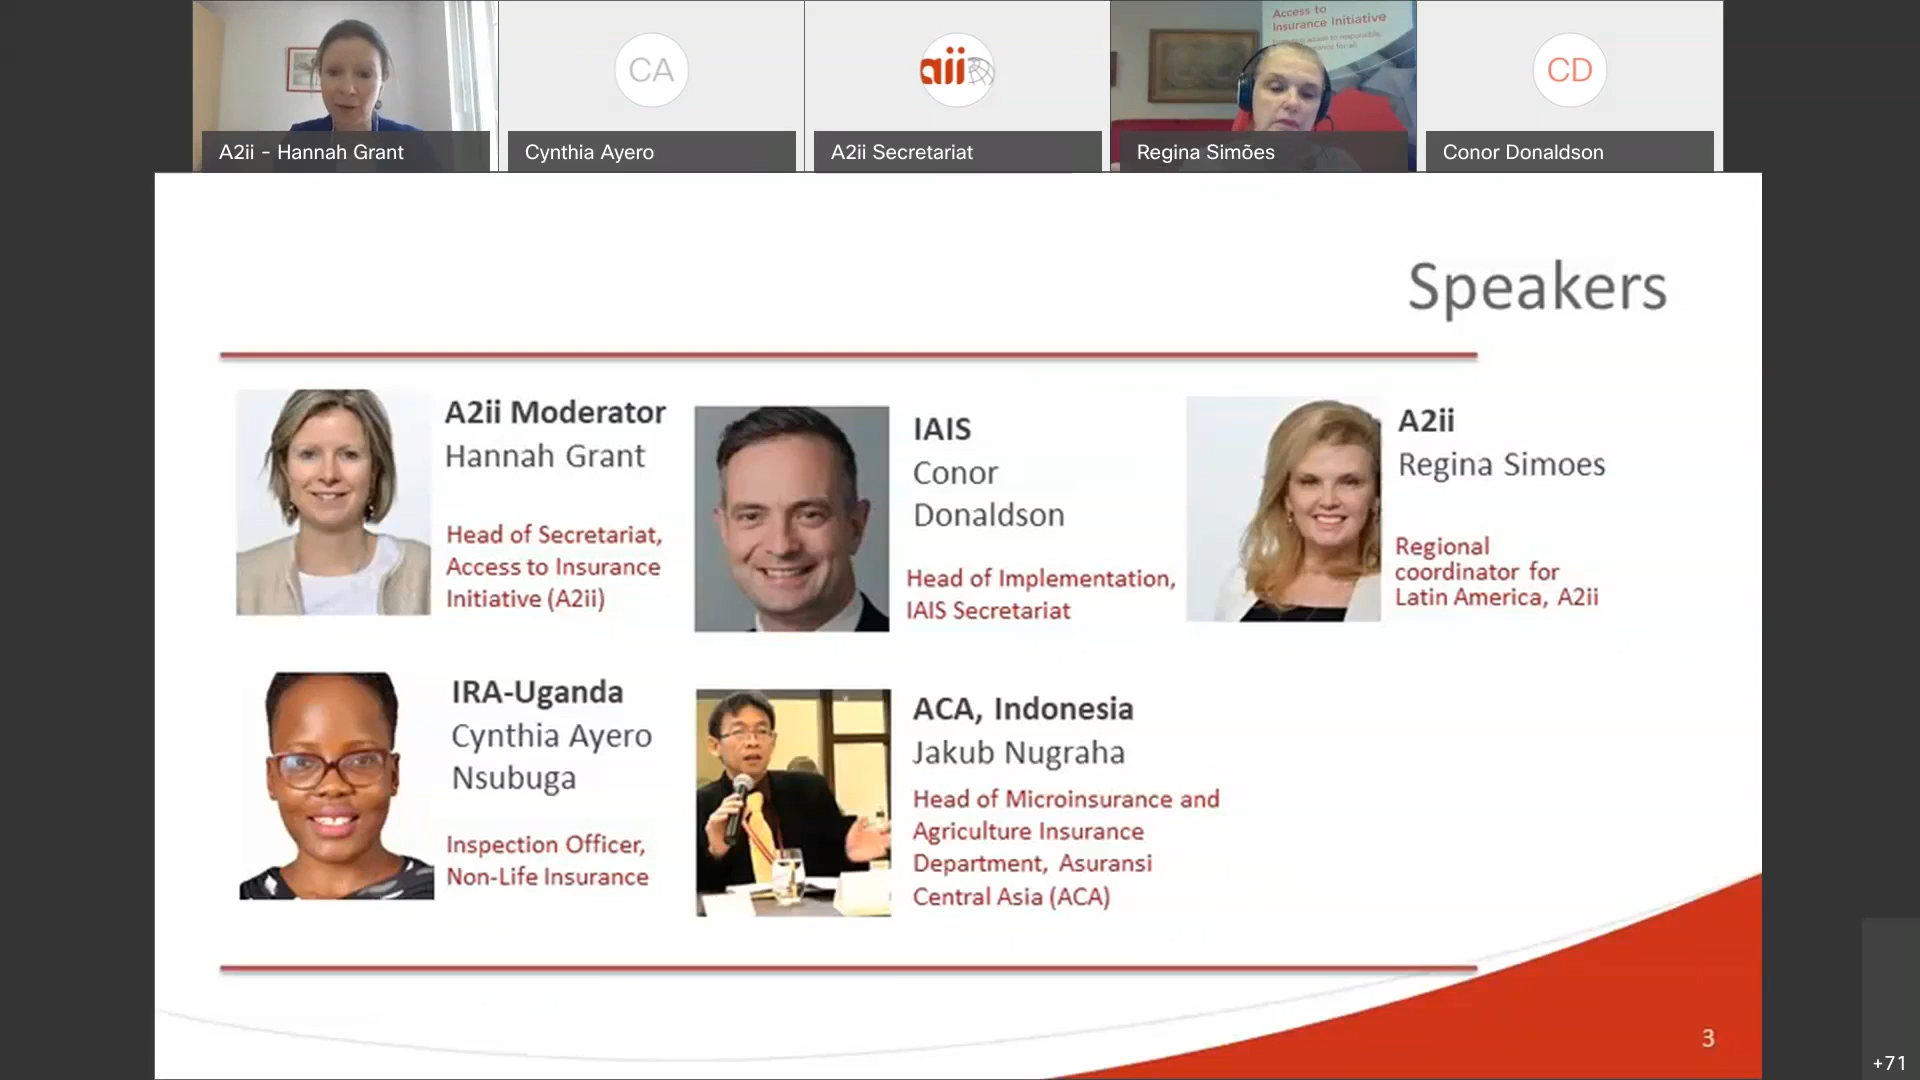 Access to
Insurance Initiative
CA
aii
CD
A2ii - Hannah Grant
Cynthia Ayero
A2ii Secretariat
Regina Simões
Conor Donaldson
Speakers
A2ii Moderator
Hannah Grant
Head of Secretariat,
Access to Insurance
Initiative (A2ii)
IAIS
Conor
Donaldson
Head of Implementation,
IAIS Secretariat
A2ii
Regina Simoes
Regional
coordinator for
Latin America, A2ii
IRA-Uganda
Cynthia Ayero
Nsubuga
Inspection Officer,
Non-Life Insurance
ACA, Indonesia
Jakub Nugraha
Head of Microinsurance and
Agriculture Insurance
Department, Asuransi
Central Asia (ACA)
3
+71